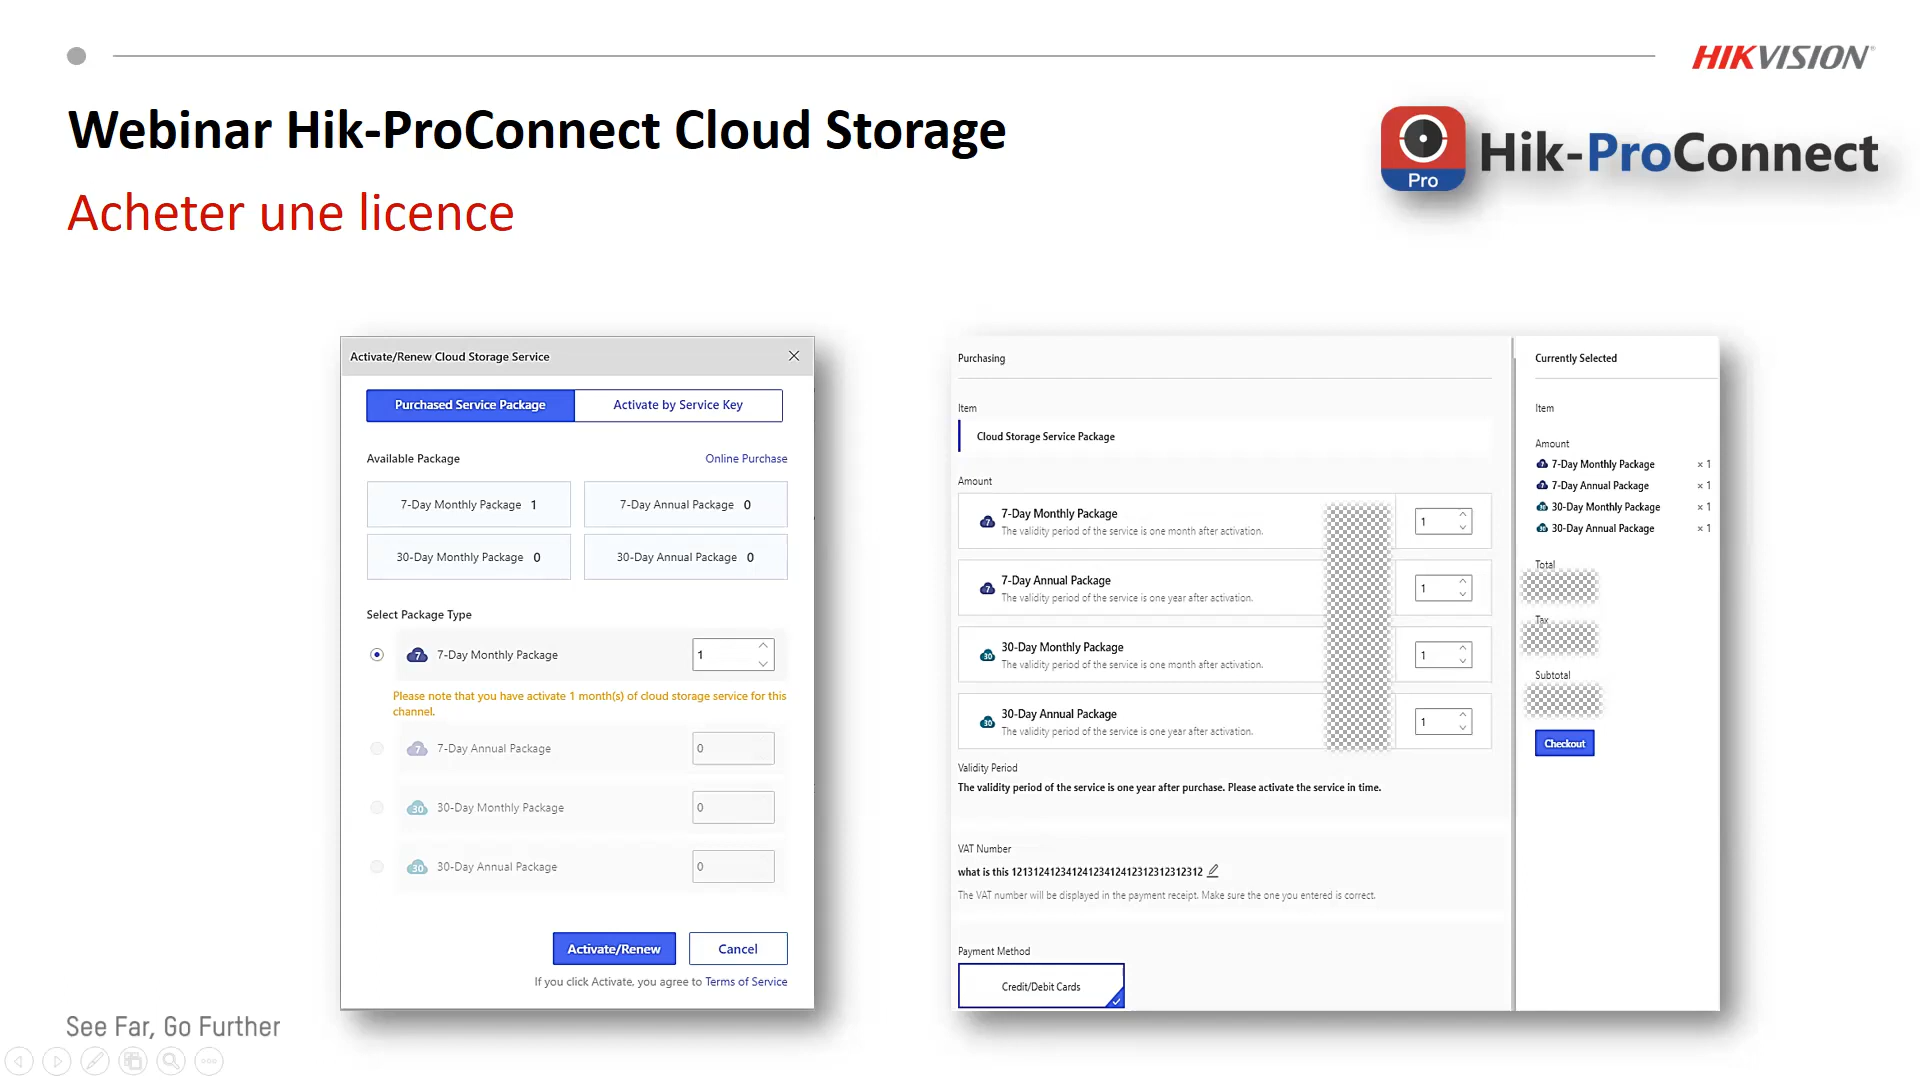 HIKVISION
Webinar Hik-ProConnect Cloud Storage
Pro
Hik-ProConnect
Acheter une licence
Activate/Renew Cloud Storage Service
Purchased Service Package
Activate by Service Key
Available Package
Online Purchase
7-Day Monthly Package 1
7-Day Annual Package 0
30-Day Monthly Package 0
30-Day Annual Package 0
Select Package Type
7 7-Day Monthly Package 1
Please note that you have activate 1 month(s) of cloud storage service for this
channel.
7 7-Day Annual Package 0
30 30-Day Monthly Package 0
30 30-Day Annual Package 0
Activate/Renew
Cancel
If you click Activate, you agree to Terms of Service
Purchasing
Item
Cloud Storage Service Package
Amount
7 7-Day Monthly Package
The validity period of the service is one month after activation.
1
7 7-Day Annual Package
The validity period of the service is one year after activation.
1
30 30-Day Monthly Package
The validity period of the service is one month after activation.
1
30 30-Day Annual Package
The validity period of the service is one year after activation.
1
Validity Period
The validity period of the service is one year after purchase. Please activate the service in time.
VAT Number
what is this 12131241234124123412412312312312312
The VAT number will be displayed in the payment receipt. Make sure the one you entered is correct.
Payment Method
Credit/Debit Cards
Currently Selected
Item
Amount
7 7-Day Monthly Package × 1
7 7-Day Annual Package × 1
30 30-Day Monthly Package × 1
30 30-Day Annual Package × 1
Total
Tax
Subtotal
Checkout
See Far, Go Further